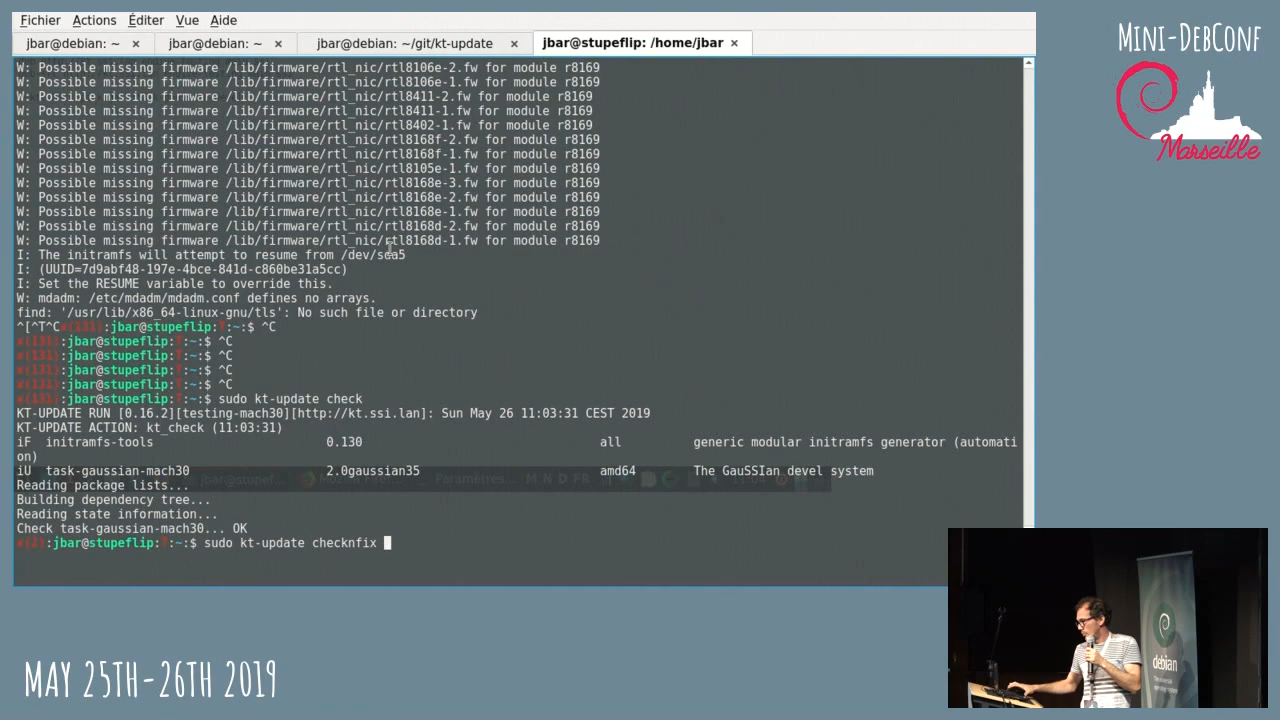 Fichier Actions Éditer Vue Aide
jbar@debian: ~ × jbar@debian: ~ × jbar@debian: ~/git/kt-update × jbar@stupeflip: /home/jbar ×
W: Possible missing firmware /lib/firmware/rtl_nic/rtl8106e-2.fw for module r8169
W: Possible missing firmware /lib/firmware/rtl_nic/rtl8106e-1.fw for module r8169
W: Possible missing firmware /lib/firmware/rtl_nic/rtl8411-2.fw for module r8169
W: Possible missing firmware /lib/firmware/rtl_nic/rtl8411-1.fw for module r8169
W: Possible missing firmware /lib/firmware/rtl_nic/rtl8402-1.fw for module r8169
W: Possible missing firmware /lib/firmware/rtl_nic/rtl8168f-2.fw for module r8169
W: Possible missing firmware /lib/firmware/rtl_nic/rtl8168f-1.fw for module r8169
W: Possible missing firmware /lib/firmware/rtl_nic/rtl8105e-1.fw for module r8169
W: Possible missing firmware /lib/firmware/rtl_nic/rtl8168e-3.fw for module r8169
W: Possible missing firmware /lib/firmware/rtl_nic/rtl8168e-2.fw for module r8169
W: Possible missing firmware /lib/firmware/rtl_nic/rtl8168e-1.fw for module r8169
W: Possible missing firmware /lib/firmware/rtl_nic/rtl8168d-2.fw for module r8169
W: Possible missing firmware /lib/firmware/rtl_nic/rtl8168d-1.fw for module r8169
I: The initramfs will attempt to resume from /dev/sda5
I: (UUID=7d9abf48-197e-4bce-841d-c860be31a5cc)
I: Set the RESUME variable to override this.
W: mdadm: /etc/mdadm/mdadm.conf defines no arrays.
find: '/usr/lib/x86_64-linux-gnu/tls': No such file or directory
^[^T^C (131):jbar@stupeflip: :~:$ ^C
(131):jbar@stupeflip: :~:$ ^C
(131):jbar@stupeflip: :~:$ ^C
(131):jbar@stupeflip: :~:$ ^C
(131):jbar@stupeflip: :~:$ ^C
(131):jbar@stupeflip: :~:$ sudo kt-update check
KT-UPDATE RUN [0.16.2][testing-mach30][http://kt.ssi.lan]: Sun May 26 11:03:31 CEST 2019
KT-UPDATE ACTION: kt_check (11:03:31)
iF initramfs-tools 0.130 all generic modular initramfs generator (automati
on)
iU task-gaussian-mach30 2.0gaussian35 amd64 The GauSSIan devel system
Reading package lists...
Building dependency tree...
Reading state information...
Check task-gaussian-mach30... OK
(2):jbar@stupeflip: :~:$ sudo kt-update checknfix
Mini-DebConf
Marseille
debian
May 25th-26th 2019